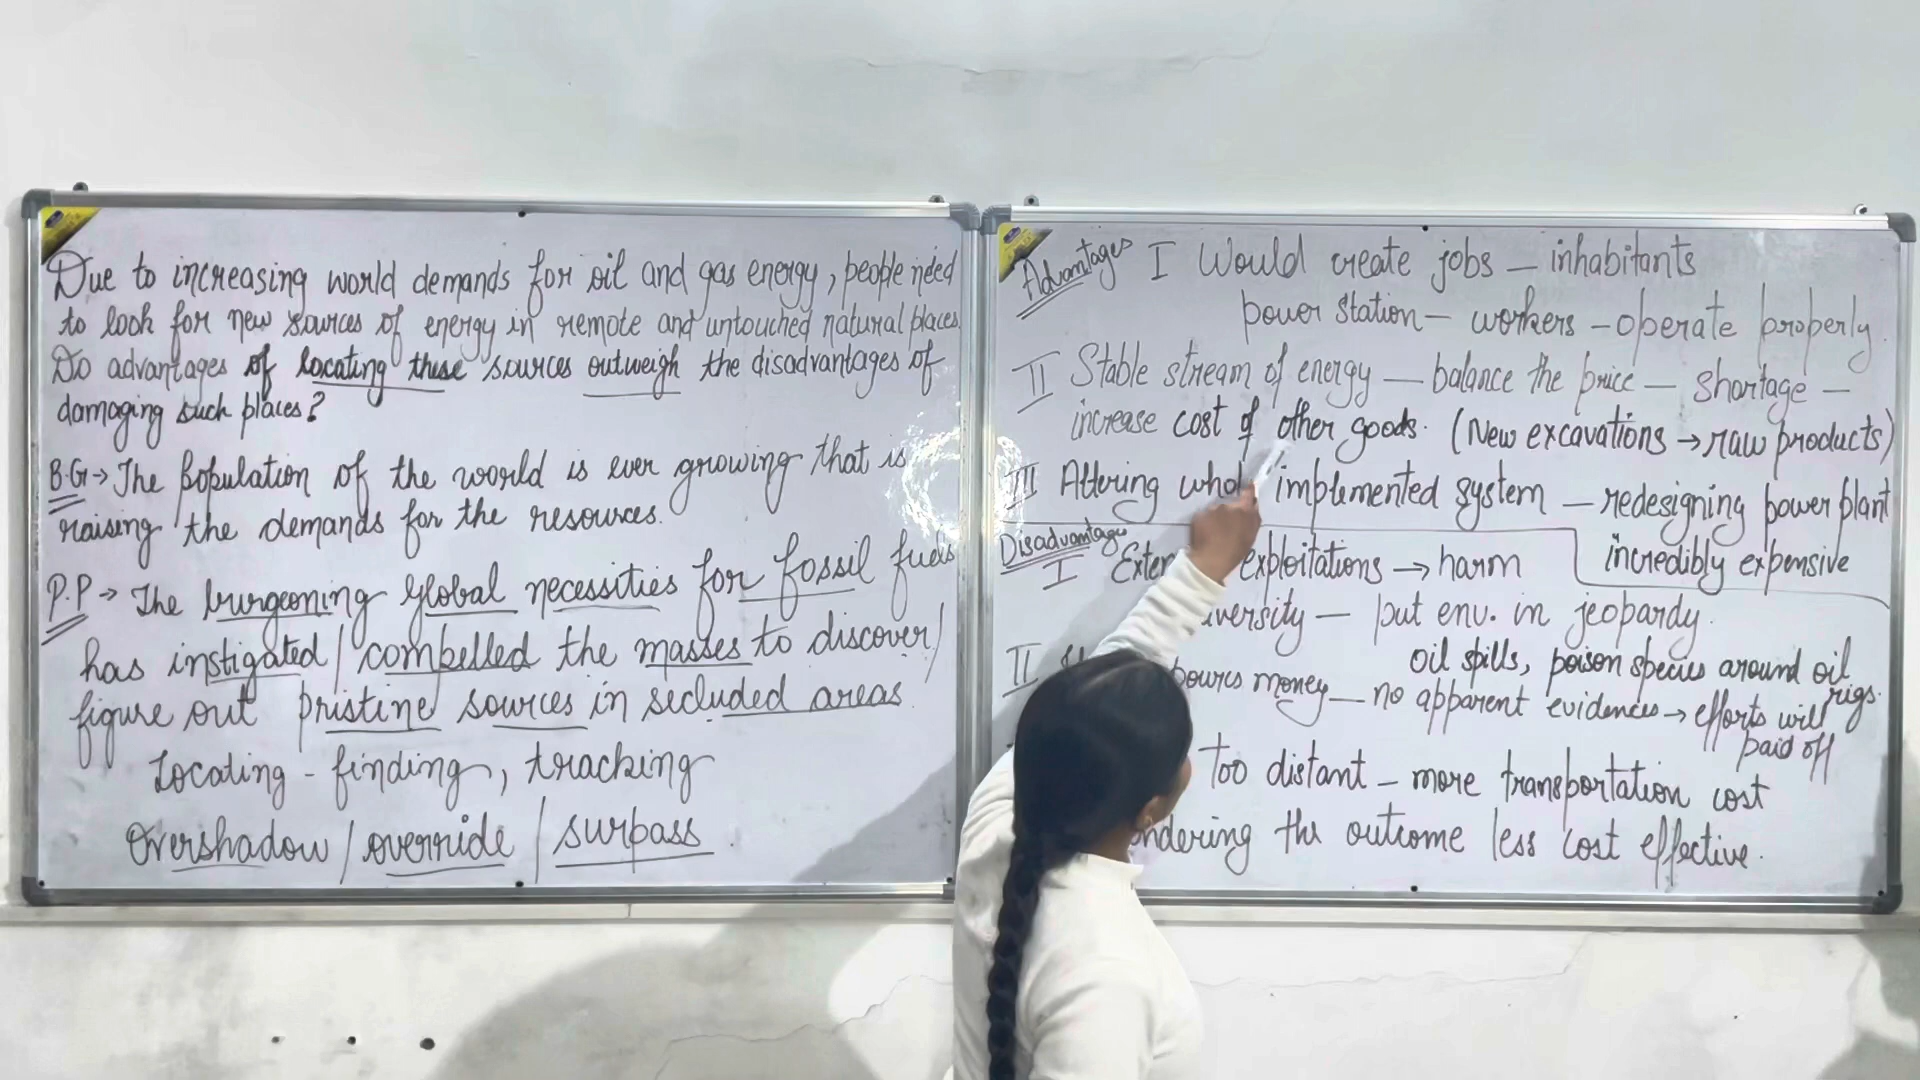 Due to increasing world demands for oil and gas energy, people need
to look for new sources of energy in remote and untouched natural places.
Do advantages of locating these sources outweigh the disadvantages of
damaging such places?
B.G → The population of the world is ever growing that is
raising the demands for the resources.
P.P → The burgeoning global necessities for fossil fuels
has instigated / compelled the masses to discover /
figure out pristine sources in secluded areas.
Locating - finding, tracking
Overshadow / override / surpass.
Advantages I Would create jobs - inhabitants
power station - workers - operate properly.
II Stable stream of energy - balance the price - shortage -
increase cost of other goods. (New excavations → raw products)
III Altering implemented system - redesigning power plant
incredibly expensive
Disadvantages
I exploitations → harm
put env. in jeopardy.
oil spills, poison species around oil
rigs.
II money - no apparent evidences → efforts will
paid off
Too distant - more transportation cost
the outcome less cost effective.